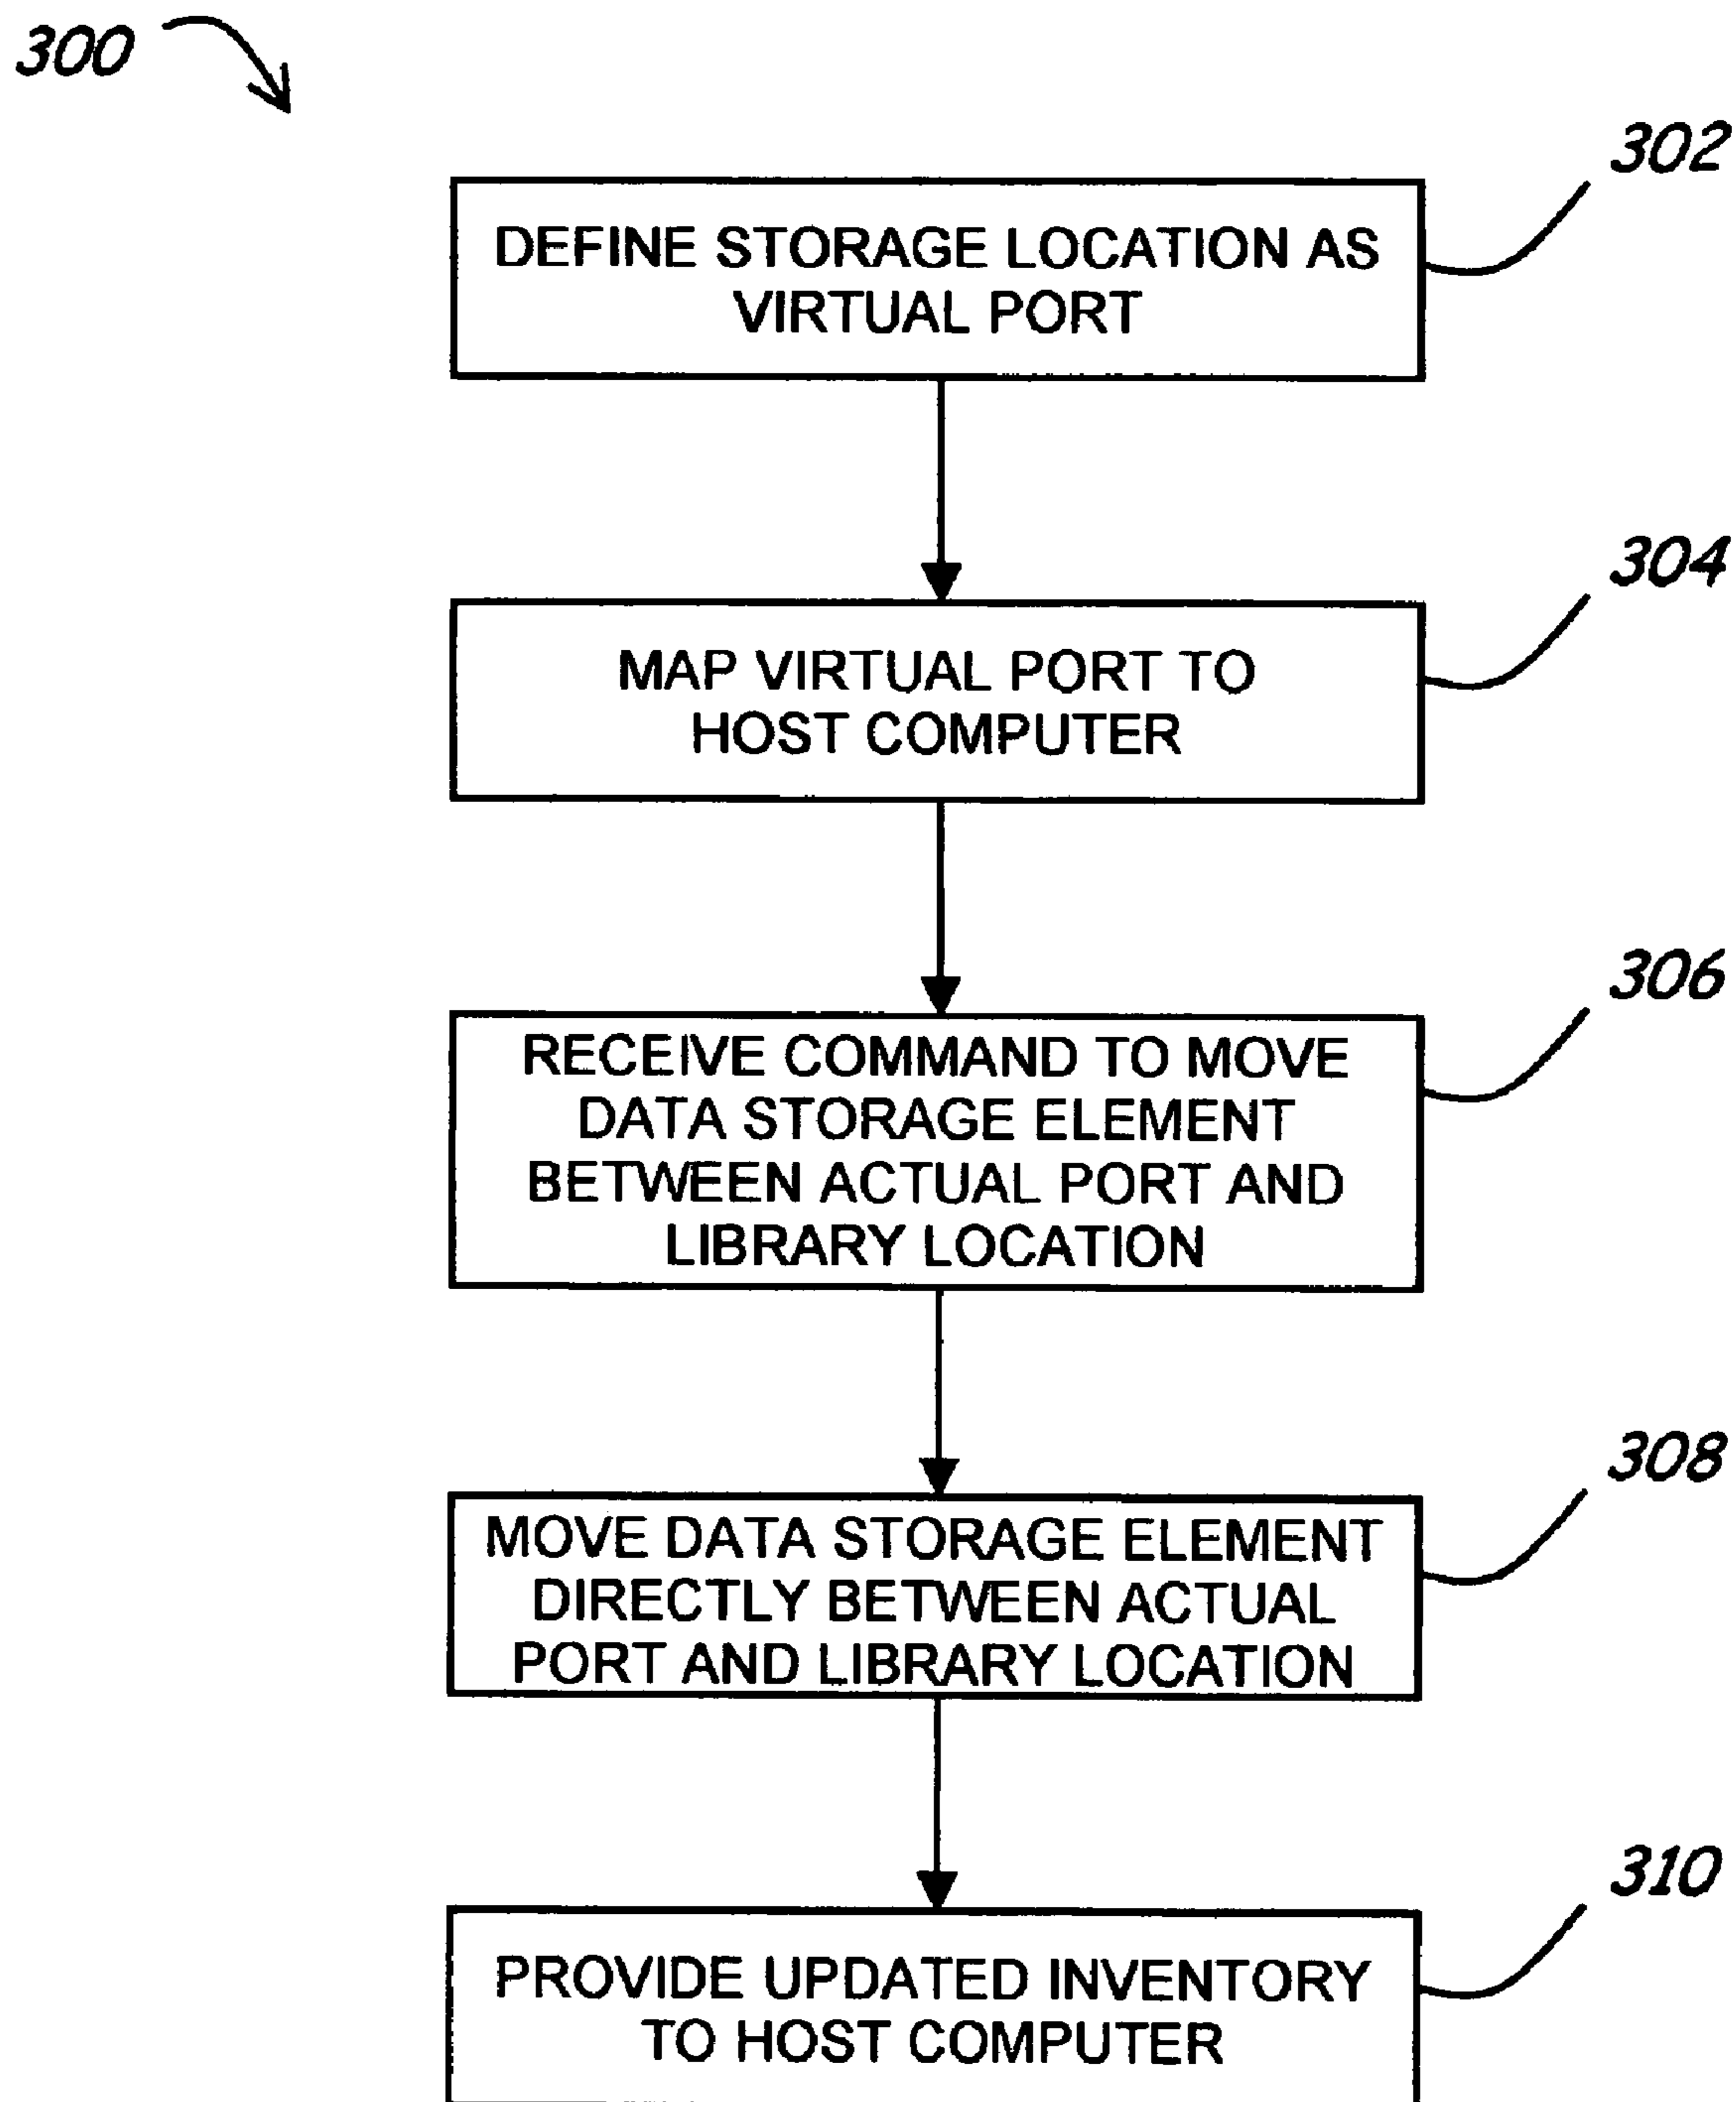 300
302
DEFINE STORAGE LOCATION AS
VIRTUAL PORT
304
MAP VIRTUAL PORT TO
HOST COMPUTER
306
RECEIVE COMMAND TO MOVE
DATA STORAGE ELEMENT
BETWEEN ACTUAL PORT AND
LIBRARY LOCATION
308
MOVE DATA STORAGE ELEMENT
DIRECTLY BETWEEN ACTUAL
PORT AND LIBRARY LOCATION
310
PROVIDE UPDATED INVENTORY
TO HOST COMPUTER